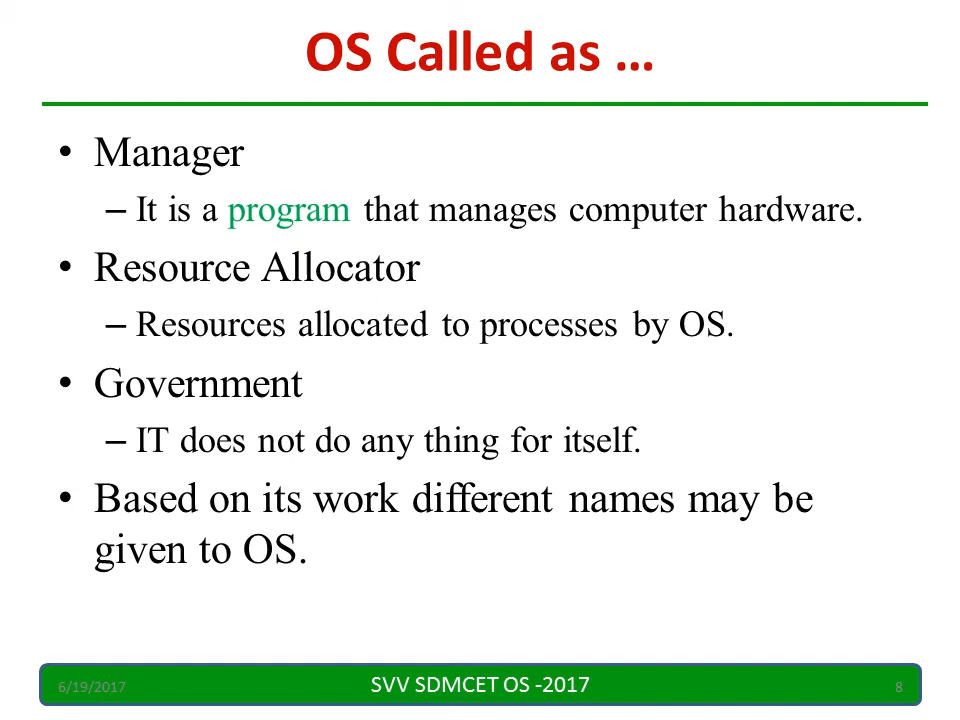 OS Called as ...
• Manager
– It is a program that manages computer hardware.
• Resource Allocator
– Resources allocated to processes by OS.
• Government
– IT does not do any thing for itself.
• Based on its work different names may be
given to OS.
6/19/2017
SVV SDMCET OS -2017
8